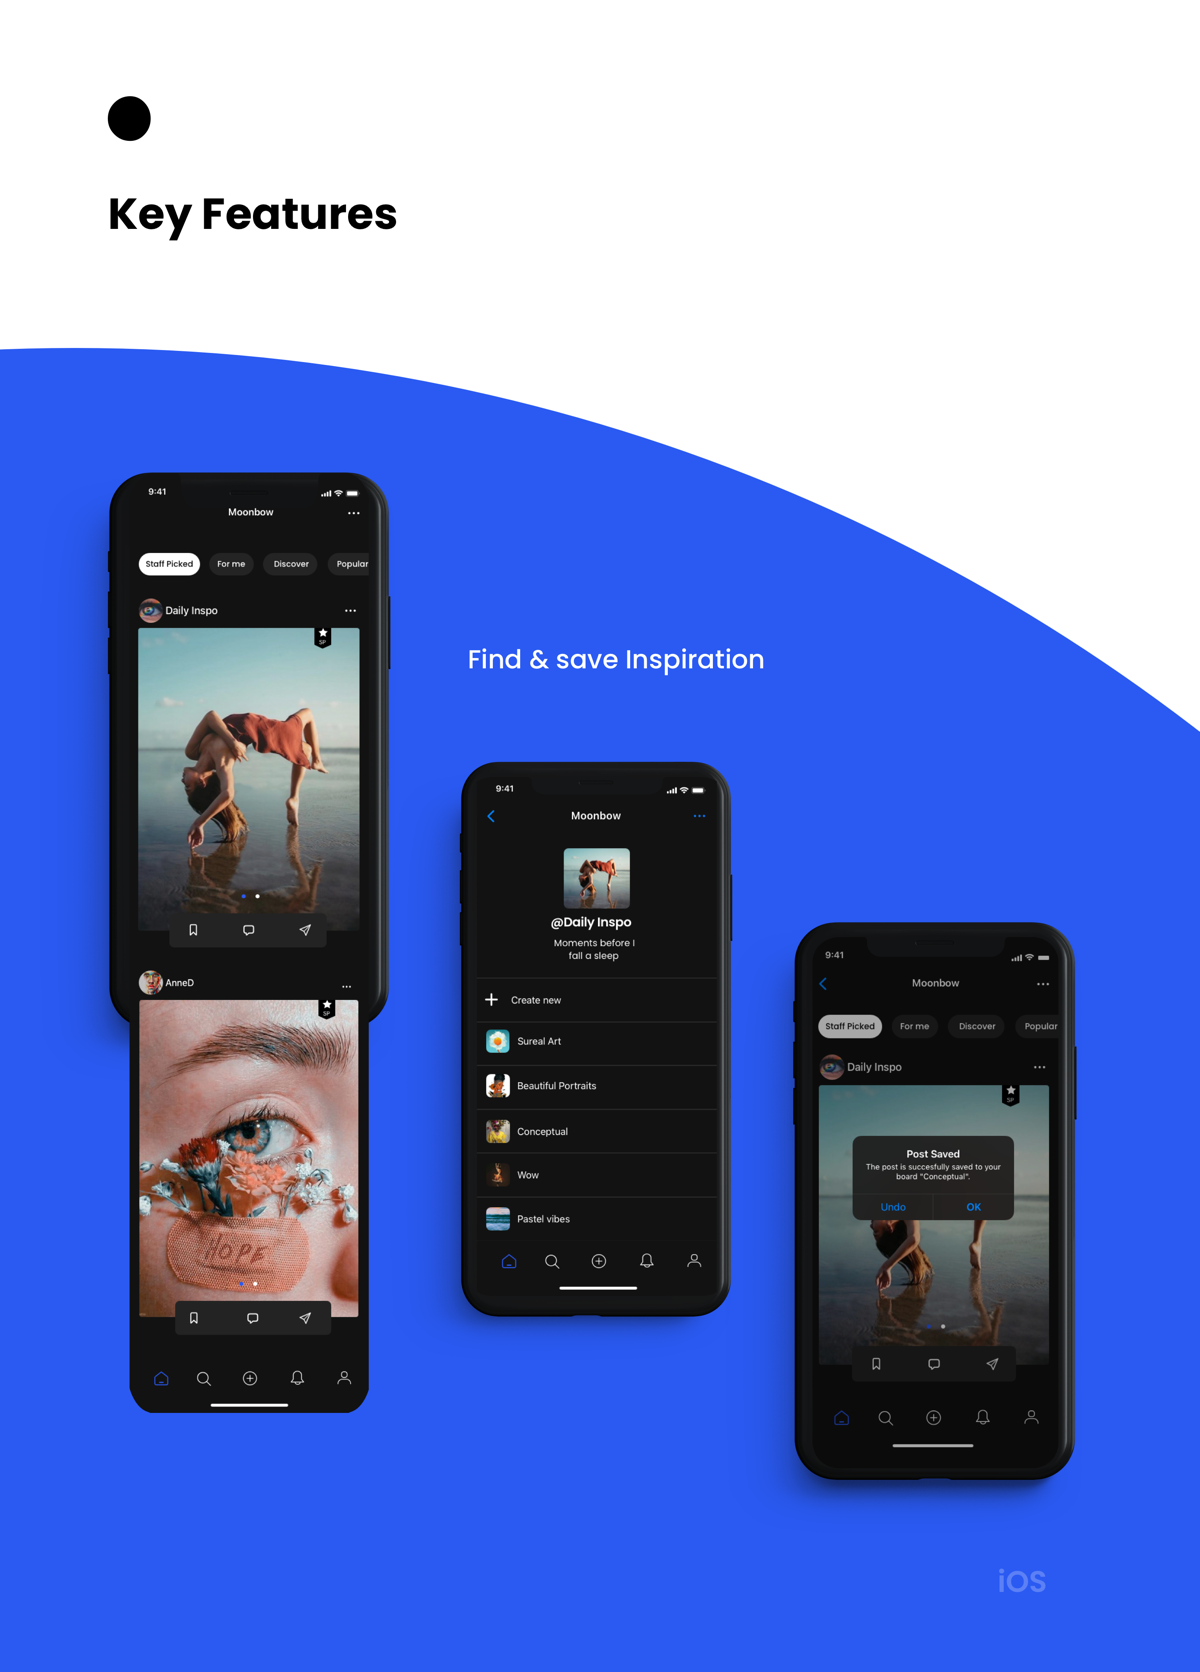 Key Features
9:41
Moonbow
Staff Picked
For me
Discover
Popular
Daily Inspo
SP
AnneD
SP
HOPE
Find & save Inspiration
9:41
Moonbow
@Daily Inspo
Moments before I
fall a sleep
Create new
Sureal Art
Beautiful Portraits
Conceptual
Wow
Pastel vibes
9:41
Moonbow
Staff Picked
For me
Discover
Popular
Daily Inspo
SP
Post Saved
The post is succesfully saved to your
board "Conceptual".
Undo
OK
iOS